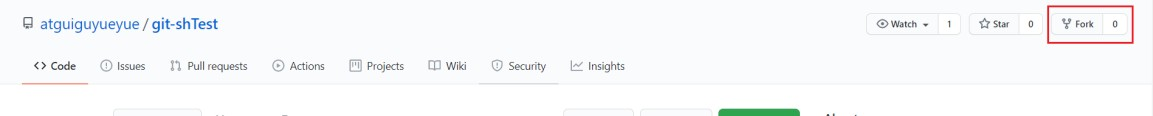 atguiguyueyue / git-shTest
Watch 1 Star 0 Fork 0
Code Issues Pull requests Actions Projects Wiki Security Insights